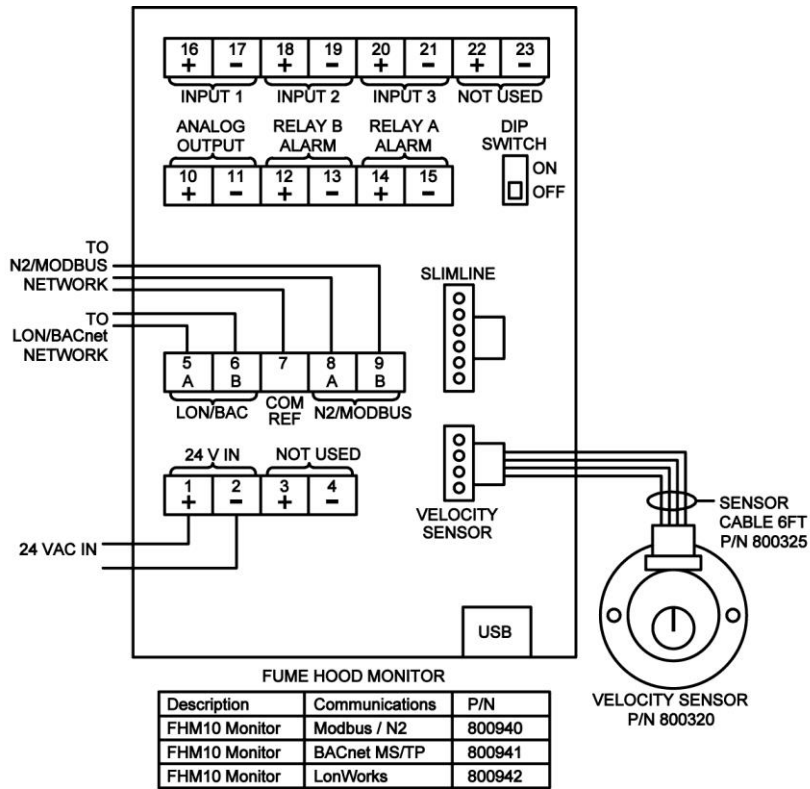 16 17 18 19 20 21 22 23
+ − + − + − + −
INPUT 1 INPUT 2 INPUT 3 NOT USED
ANALOG OUTPUT
RELAY B ALARM
RELAY A ALARM
DIP SWITCH
ON
OFF
10 11 12 13 14 15
+ − + − + −
TO
N2/MODBUS
NETWORK
SLIMLINE
TO
LON/BACnet
NETWORK
5 6 7 8 9
A B A B
LON/BAC
COM
REF
N2/MODBUS
24 V IN NOT USED
1 2 3 4
+ − + −
24 VAC IN
VELOCITY
SENSOR
SENSOR
CABLE 6FT
P/N 800325
USB
VELOCITY SENSOR
P/N 800320
FUME HOOD MONITOR
Description Communications P/N
FHM10 Monitor Modbus / N2 800940
FHM10 Monitor BACnet MS/TP 800941
FHM10 Monitor LonWorks 800942